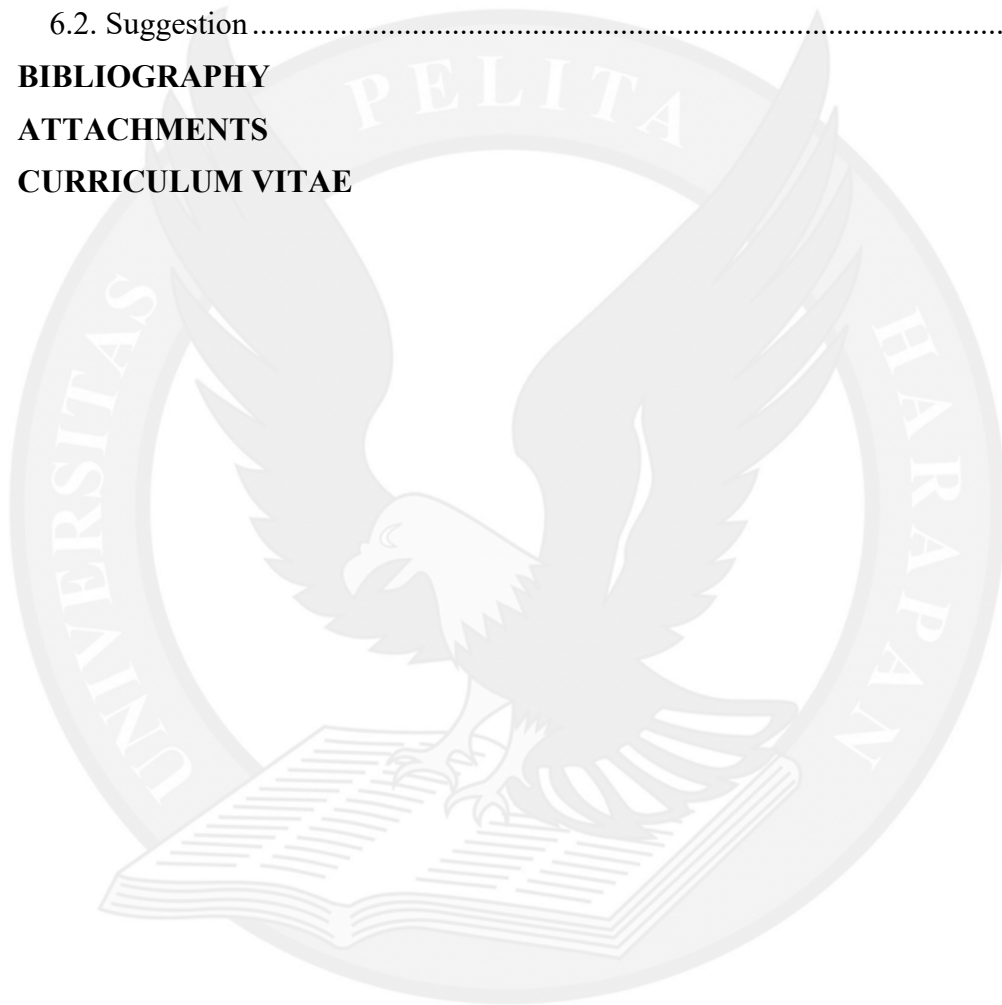 6.2. Suggestion ....................................................................................
BIBLIOGRAPHY
ATTACHMENTS
CURRICULUM VITAE
UNIVERSITAS PELITA HARAPAN